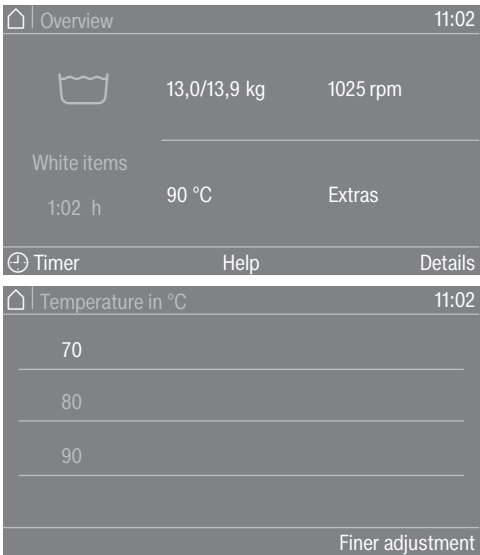 Overview 11:02
13,0/13,9 kg 1025 rpm
White items
90 °C Extras
1:02 h
Timer Help Details
Temperature in °C 11:02
70
80
90
Finer adjustment